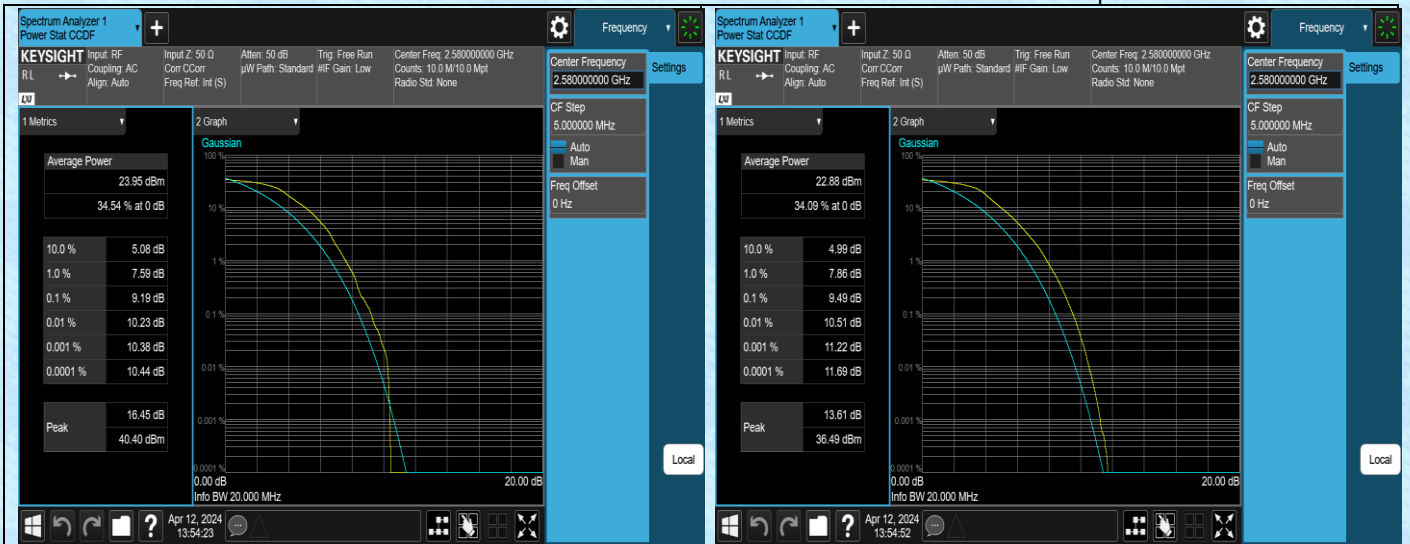 Spectrum Analyzer 1
Power Stat CCDF
+
Frequency
KEYSIGHT
Input: RF
Input Z: 50 Ω
Atten: 50 dB
Trig: Free Run
Center Freq: 2.580000000 GHz
R L
Coupling: AC
Corr CCorr
µW Path: Standard
#IF Gain: Low
Counts: 10.0 M/10.0 Mpt
Align: Auto
Freq Ref: Int (S)
Radio Std: None
LXI
Center Frequency
2.580000000 GHz
Settings
CF Step
5.000000 MHz
Auto
Man
Freq Offset
0 Hz
1 Metrics
2 Graph
Gaussian
Average Power
23.95 dBm
34.54 % at 0 dB
10.0 % 5.08 dB
1.0 % 7.59 dB
0.1 % 9.19 dB
0.01 % 10.23 dB
0.001 % 10.38 dB
0.0001 % 10.44 dB
Peak
16.45 dB
40.40 dBm
100 %
10 %
1 %
0.1 %
0.01 %
0.001 %
0.0001 %
0.00 dB
20.00 dB
Info BW 20.000 MHz
Local
?
Apr 12, 2024
13:54:23
Spectrum Analyzer 1
Power Stat CCDF
+
Frequency
KEYSIGHT
Input: RF
Input Z: 50 Ω
Atten: 50 dB
Trig: Free Run
Center Freq: 2.580000000 GHz
R L
Coupling: AC
Corr CCorr
µW Path: Standard
#IF Gain: Low
Counts: 10.0 M/10.0 Mpt
Align: Auto
Freq Ref: Int (S)
Radio Std: None
LXI
Center Frequency
2.580000000 GHz
Settings
CF Step
5.000000 MHz
Auto
Man
Freq Offset
0 Hz
1 Metrics
2 Graph
Gaussian
Average Power
22.88 dBm
34.09 % at 0 dB
10.0 % 4.99 dB
1.0 % 7.86 dB
0.1 % 9.49 dB
0.01 % 10.51 dB
0.001 % 11.22 dB
0.0001 % 11.69 dB
Peak
13.61 dB
36.49 dBm
100 %
10 %
1 %
0.1 %
0.01 %
0.001 %
0.0001 %
0.00 dB
20.00 dB
Info BW 20.000 MHz
Local
?
Apr 12, 2024
13:54:52